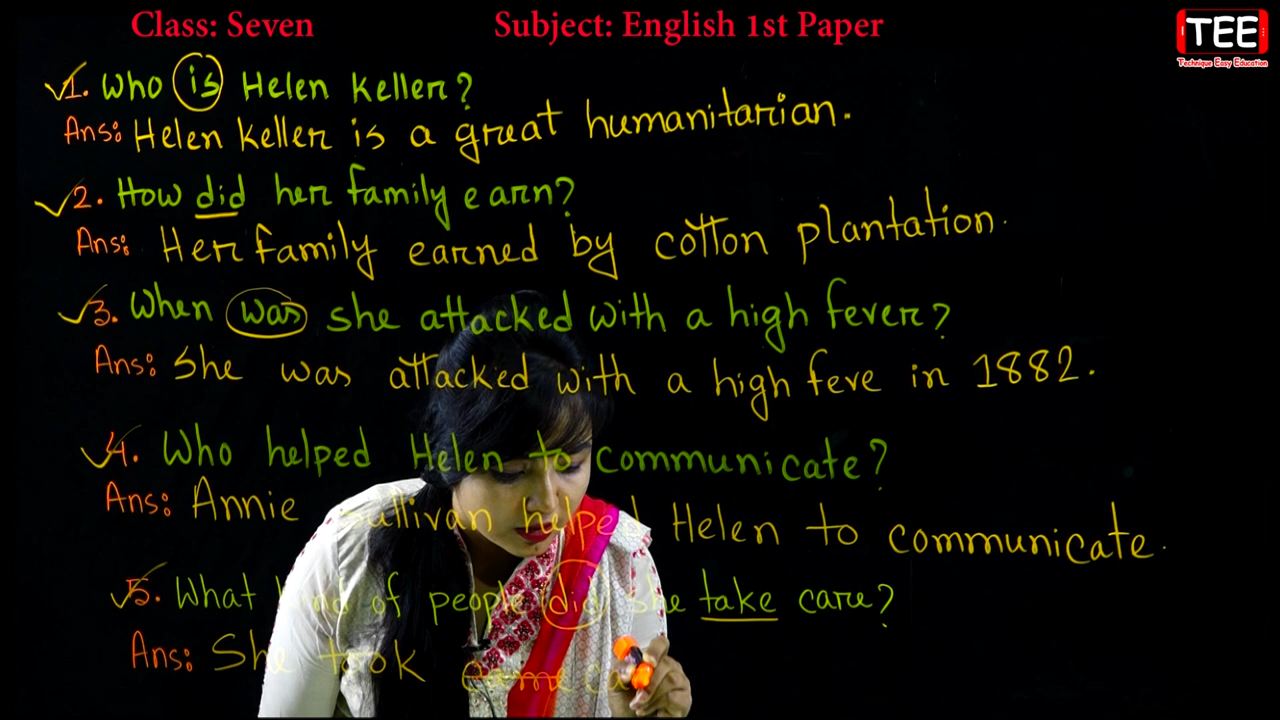 Class: Seven
Subject: English 1st Paper
TEE
Technique Easy Education
1. Who is Helen Keller?
Ans: Helen Keller is a great humanitarian.
2. How did her family earn?
Ans: Her family earned by cotton plantation.
3. When was she attacked with a high fever?
Ans: She was attacked with a high feve in 1882.
4. Who helped Helen to communicate?
Ans: Annie Sullivan helped Helen to communicate.
5. What kind of people did she take care?
Ans: She took